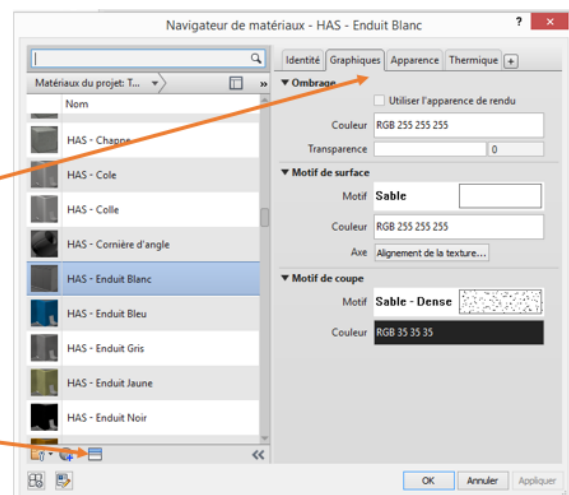 Navigateur de matériaux - HAS - Enduit Blanc
?
Matériaux du projet: T...
Nom
HAS - Chappe
HAS - Cole
HAS - Colle
HAS - Cornière d'angle
HAS - Enduit Blanc
HAS - Enduit Bleu
HAS - Enduit Gris
HAS - Enduit Jaune
HAS - Enduit Noir
Identité Graphiques Apparence Thermique
Ombrage
Utiliser l'apparence de rendu
Couleur RGB 255 255 255
Transparence 0
Motif de surface
Motif Sable
Couleur RGB 255 255 255
Axe Alignement de la texture...
Motif de coupe
Motif Sable - Dense
Couleur RGB 35 35 35
OK Annuler Appliquer